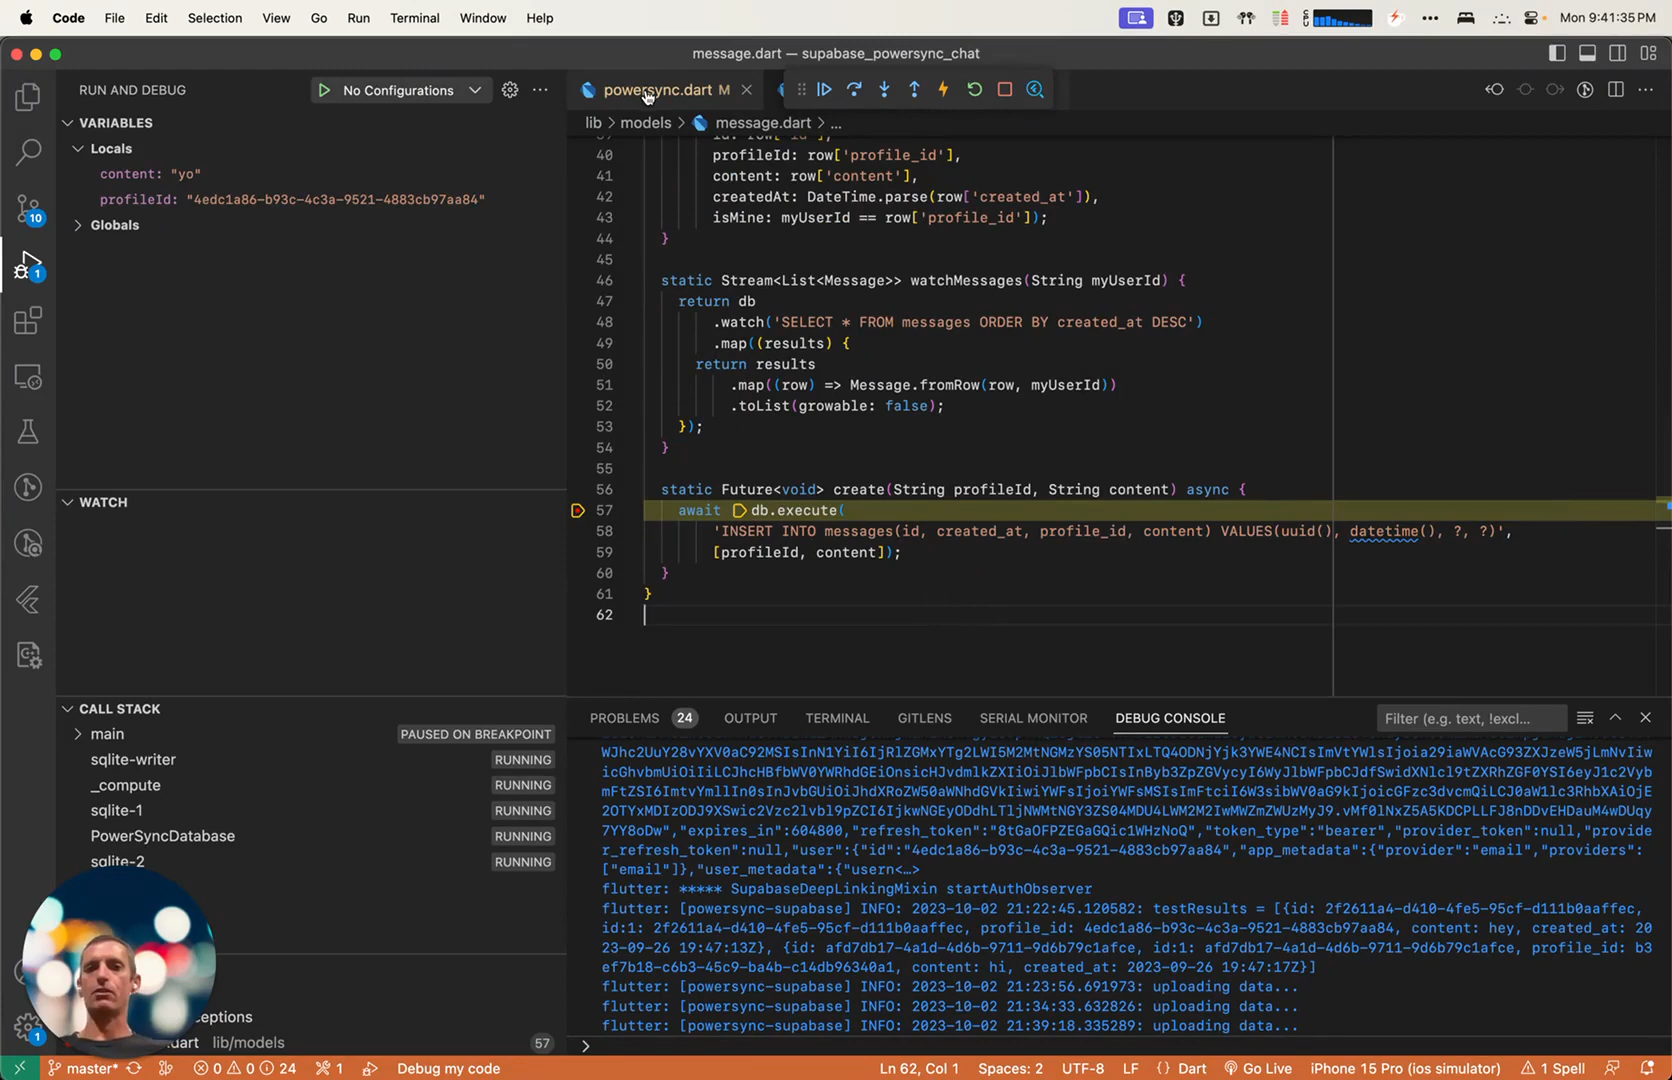 Code File Edit Selection View Go Run Terminal Window Help
CPU
Mon 9:41:35 PM
message.dart — supabase_powersync_chat
RUN AND DEBUG
No Configurations
powersync.dart M
lib > models > message.dart > ...
VARIABLES
Locals
content: "yo"
profileId: "4edc1a86-b93c-4c3a-9521-4883cb97aa84"
Globals
10
1
40 profileId: row['profile_id'],
41 content: row['content'],
42 createdAt: DateTime.parse(row['created_at']),
43 isMine: myUserId == row['profile_id']);
44 }
45
46 static Stream<List<Message>> watchMessages(String myUserId) {
47 return db
48 .watch('SELECT * FROM messages ORDER BY created_at DESC')
49 .map((results) {
50 return results
51 .map((row) => Message.fromRow(row, myUserId))
52 .toList(growable: false);
53 });
54 }
55
56 static Future<void> create(String profileId, String content) async {
57 await db.execute(
58 'INSERT INTO messages(id, created_at, profile_id, content) VALUES(uuid(), datetime(), ?, ?)',
59 [profileId, content]);
60 }
61 }
62
WATCH
CALL STACK
main PAUSED ON BREAKPOINT
sqlite-writer RUNNING
_compute RUNNING
sqlite-1 RUNNING
PowerSyncDatabase RUNNING
sqlite-2 RUNNING
lib/models 57
PROBLEMS 24 OUTPUT TERMINAL GITLENS SERIAL MONITOR DEBUG CONSOLE
Filter (e.g. text, !excl...
7YY8oDw","expires_in":604800,"refresh_token":"8tGaOFPZEGaGQic1WHzNoQ","token_type":"bearer","provider_token":null,"provide
r_refresh_token":null,"user":{"id":"4edc1a86-b93c-4c3a-9521-4883cb97aa84","app_metadata":{"provider":"email","providers":
["email"]},"user_metadata":{"usern<…>
flutter: ***** SupabaseDeepLinkingMixin startAuthObserver
flutter: [powersync-supabase] INFO: 2023-10-02 21:22:45.120582: testResults = [{id: 2f2611a4-d410-4fe5-95cf-d111b0aaffec,
id:1: 2f2611a4-d410-4fe5-95cf-d111b0aaffec, profile_id: 4edc1a86-b93c-4c3a-9521-4883cb97aa84, content: hey, created_at: 20
23-09-26 19:47:13Z}, {id: afd7db17-4a1d-4d6b-9711-9d6b79c1afce, id:1: afd7db17-4a1d-4d6b-9711-9d6b79c1afce, profile_id: b3
ef7b18-c6b3-45c9-ba4b-c14db96340a1, content: hi, created_at: 2023-09-26 19:47:17Z}]
flutter: [powersync-supabase] INFO: 2023-10-02 21:23:56.691973: uploading data...
flutter: [powersync-supabase] INFO: 2023-10-02 21:34:33.632826: uploading data...
flutter: [powersync-supabase] INFO: 2023-10-02 21:39:18.335289: uploading data...
1
master* 0 0 24 1 Debug my code
Ln 62, Col 1 Spaces: 2 UTF-8 LF {} Dart Go Live iPhone 15 Pro (ios simulator) 1 Spell